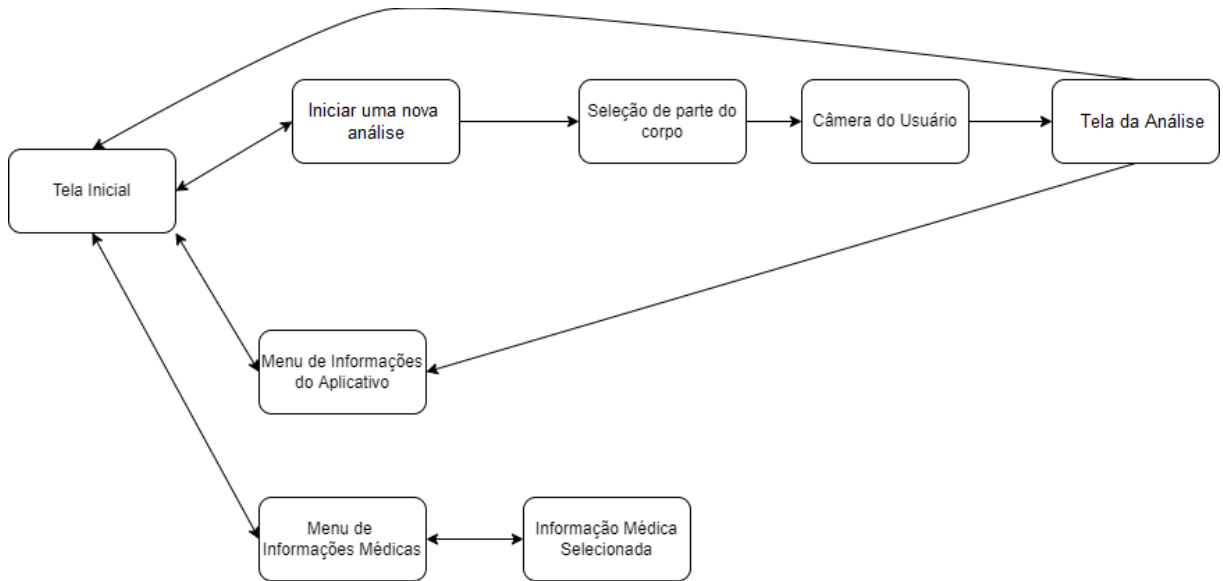 Iniciar uma nova
análise
Seleção de parte do
corpo
Câmera do Usuário
Tela da Análise
Tela Inicial
Menu de Informações
do Aplicativo
Menu de
Informações Médicas
Informação Médica
Selecionada